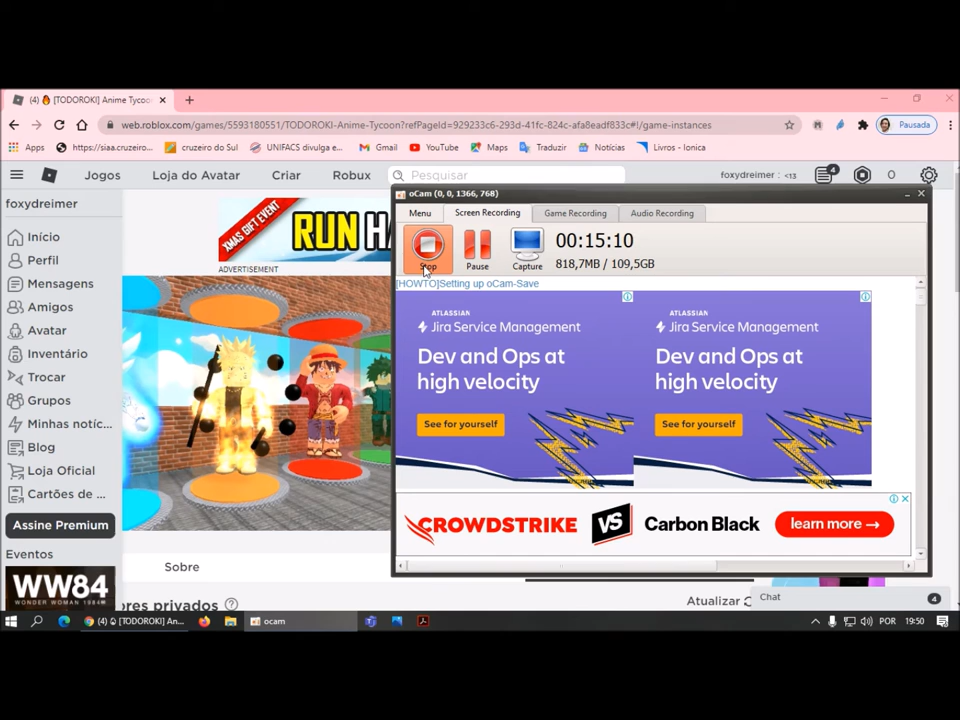 (4) 🔥 [TODOROKI] Anime Tycoo
web.roblox.com/games/5593180551/TODOROKI-Anime-Tycoon?refPageId=929233c6-293d-41fc-824c-afa8eadf833c#!/game-instances
Pausada
Apps
https://siaa.cruzeiro...
cruzeiro do Sul
UNIFACS divulga e...
Gmail
YouTube
Maps
Traduzir
Notícias
Livros - Ionica
Jogos
Loja do Avatar
Criar
Robux
Pesquisar
foxydreimer : <13
4
0
foxydreimer
Início
Perfil
Mensagens
Amigos
Avatar
Inventário
Trocar
Grupos
Minhas notíc...
Blog
Loja Oficial
Cartões de ...
Assine Premium
Eventos
WW84
WONDER WOMAN 1984
XMAS GIFT EVENT
RUN HA
ADVERTISEMENT
oCam (0, 0, 1366, 768)
Menu
Screen Recording
Game Recording
Audio Recording
Stop
Pause
Capture
00:15:10
818,7MB / 109,5GB
[HOWTO]Setting up oCam-Save
ATLASSIAN
Jira Service Management
Dev and Ops at
high velocity
See for yourself
ATLASSIAN
Jira Service Management
Dev and Ops at
high velocity
See for yourself
CROWDSTRIKE
VS
Carbon Black
learn more →
Sobre
ores privados
Atualizar
Chat
4
(4) [TODOROKI] An...
ocam
POR
19:50